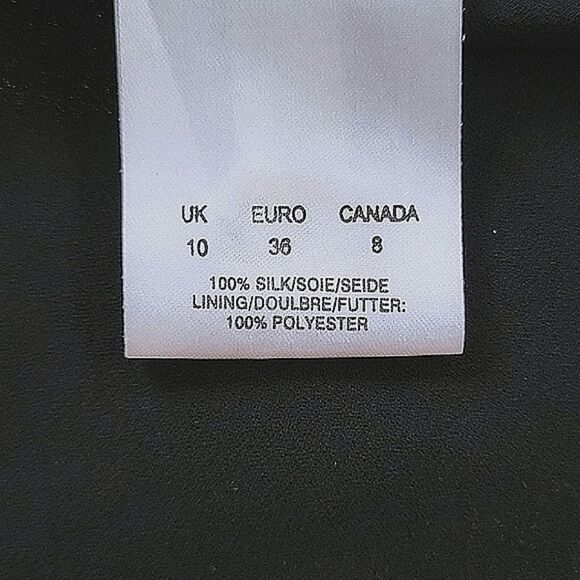 UK EURO CANADA
10 36 8
100% SILK/SOIE/SEIDE
LINING/DOULBRE/FUTTER:
100% POLYESTER